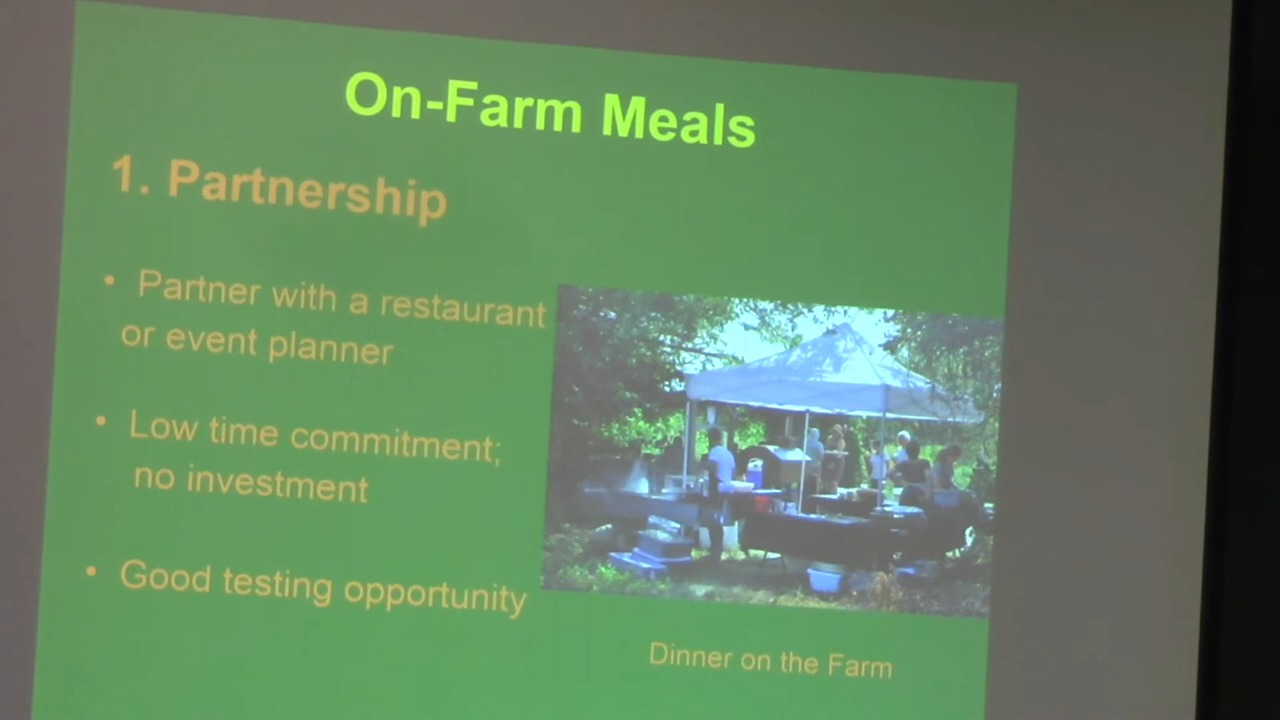 On-Farm Meals
1. Partnership
• Partner with a restaurant
or event planner
• Low time commitment;
no investment
• Good testing opportunity
Dinner on the Farm